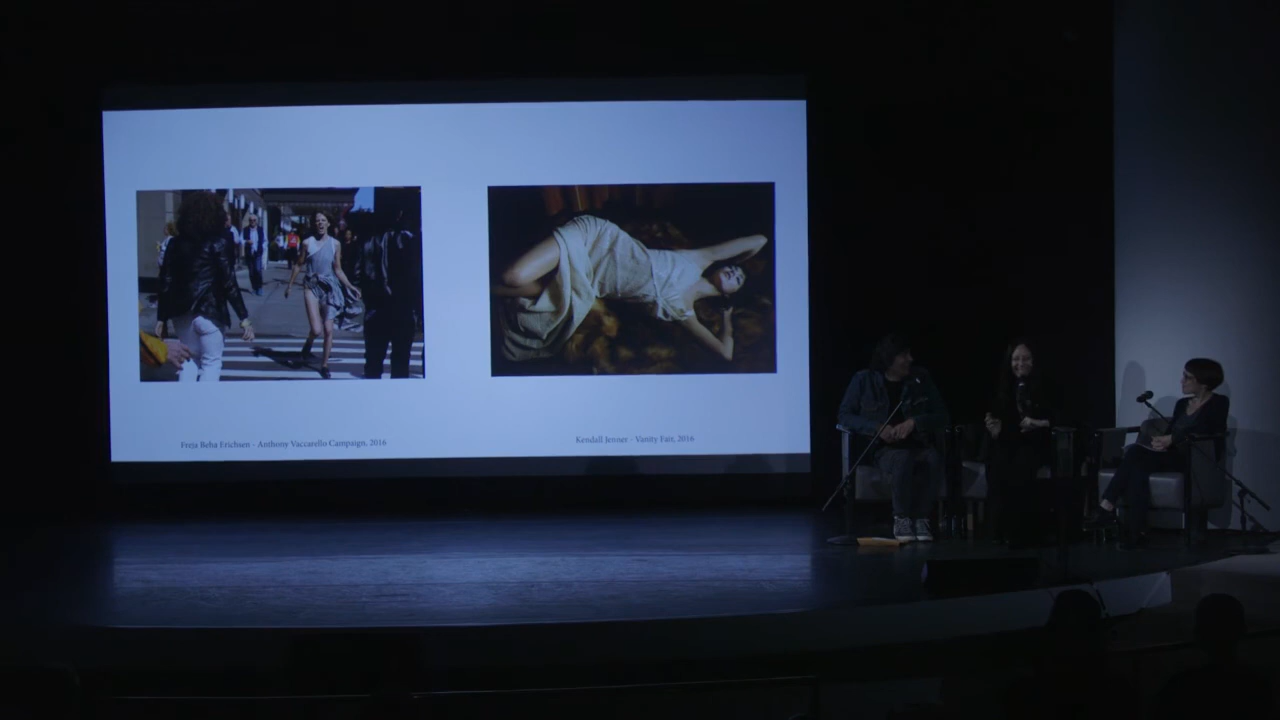 Freja Beha Erichsen - Anthony Vaccarello Campaign, 2016
Kendall Jenner - Vanity Fair, 2016